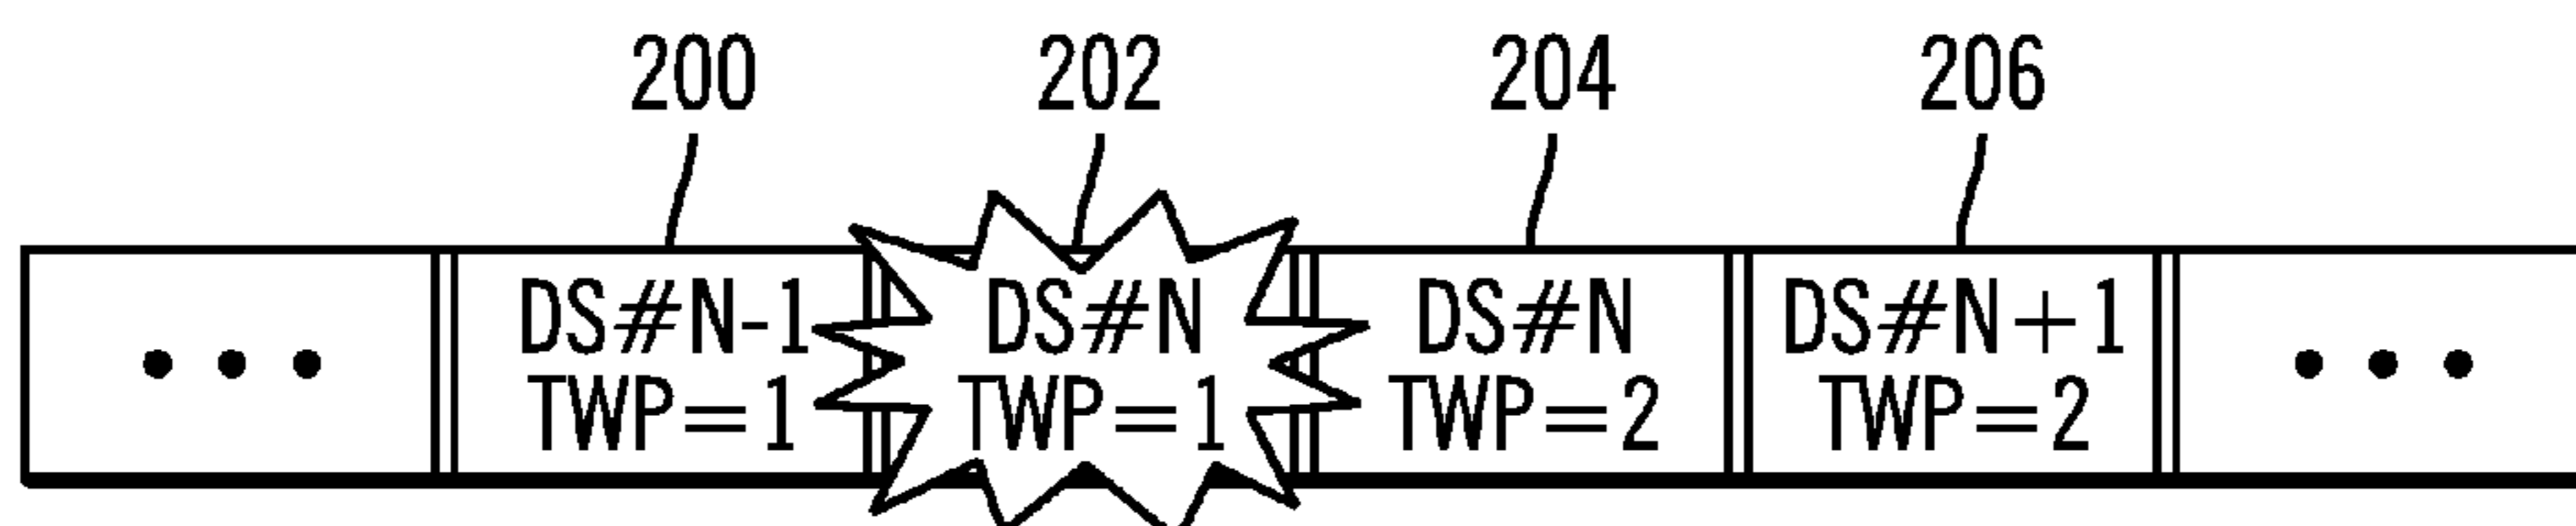 200 202 204 206
• • • DS#N-1 DS#N DS#N DS#N+1 • • •
TWP=1 TWP=1 TWP=2 TWP=2